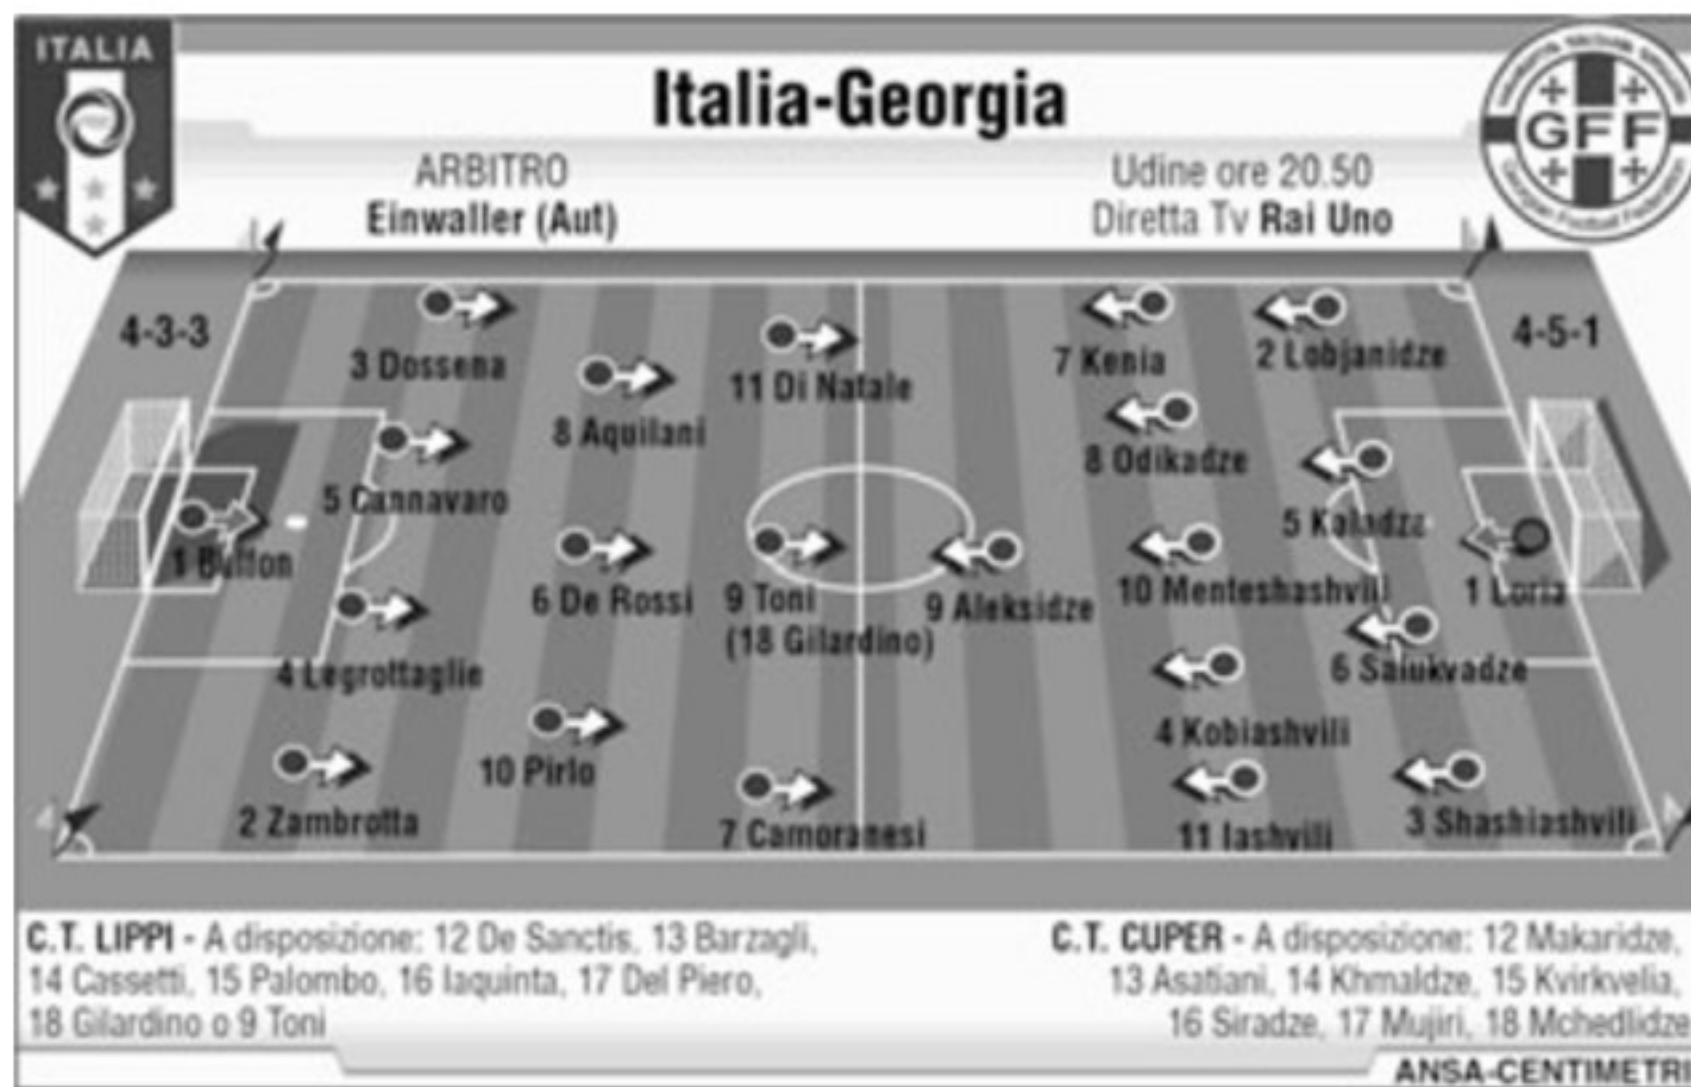 ITALIA
Italia-Georgia
GFF
Georgian Football Federation
ARBITRO
Einwaller (Aut)
Udine ore 20.50
Diretta Tv Rai Uno
4-3-3
4-5-1
3 Dossena
11 Di Natale
7 Kenia
2 Lobjanidze
8 Aquilani
8 Odikadze
5 Cannavaro
5 Kaladze
1 Buffon
6 De Rossi
9 Toni
(18 Gilardino)
9 Aleksidze
10 Menteshashvili
1 Loria
4 Legrottaglie
6 Salukvadze
4 Kobiashvili
10 Pirlo
2 Zambrotta
7 Camoranesi
11 Iashvili
3 Shashiashvili
C.T. LIPPI - A disposizione: 12 De Sanctis, 13 Barzagli,
14 Cassetti, 15 Palombo, 16 Iaquinta, 17 Del Piero,
18 Gilardino o 9 Toni
C.T. CUPER - A disposizione: 12 Makaridze,
13 Asatiani, 14 Khmaldze, 15 Kvirkvelia,
16 Siradze, 17 Mujiri, 18 Mchedlidze
ANSA-CENTIMETRI